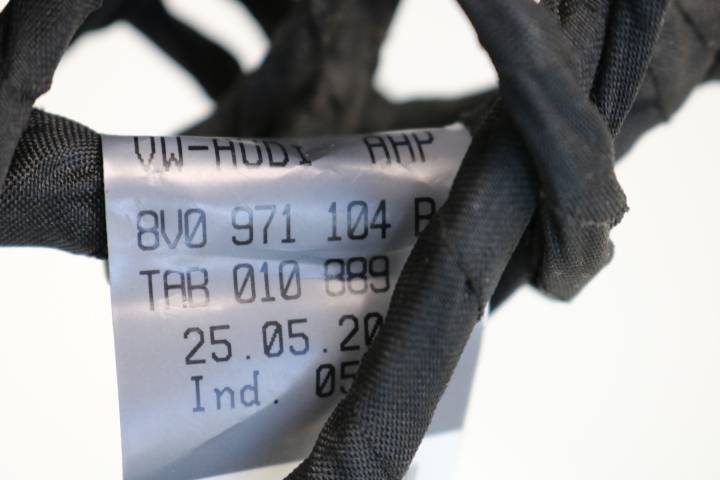 VW-AUDI AHP
8V0 971 104 B
TAB 010 889
25.05.20
Ind. 05